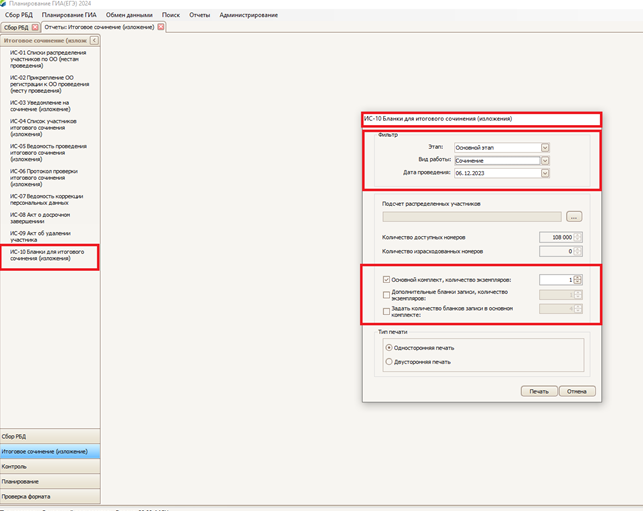 Планирование ГИА(ЕГЭ) 2024
Сбор РБД Планирование ГИА Обмен данными Поиск Отчеты Администрирование
Сбор РБД Отчеты: Итоговое сочинение (изложение)
Итоговое сочинение (излож
ИС-01 Списки распределения
участников по ОО (местам
проведения)
ИС-02 Прикрепление ОО
регистрации к ОО проведения
(месту проведения)
ИС-03 Уведомление на
сочинение (изложение)
ИС-04 Список участников
итогового сочинения
(изложения)
ИС-05 Ведомость проведения
итогового сочинения
(изложения)
ИС-06 Протокол проверки
итогового сочинения
(изложения)
ИС-07 Ведомость коррекции
персональных данных
ИС-08 Акт о досрочном
завершении
ИС-09 Акт об удалении
участника
ИС-10 Бланки для итогового
сочинения (изложения)
Сбор РБД
Итоговое сочинение (изложение)
Контроль
Планирование
Проверка формата
ИС-10 Бланки для итогового сочинения (изложения)
Фильтр
Этап: Основной этап
Вид работы: Сочинение
Дата проведения: 06.12.2023
Подсчет распределенных участников
...
Количество доступных номеров 108 000
Количество израсходованных номеров 0
Основной комплект, количество экземпляров: 1
Дополнительные бланки записи, количество
экземпляров:
Задать количество бланков записи в основном
комплекте:
Тип печати
Односторонняя печать
Двусторонняя печать
Печать Отмена